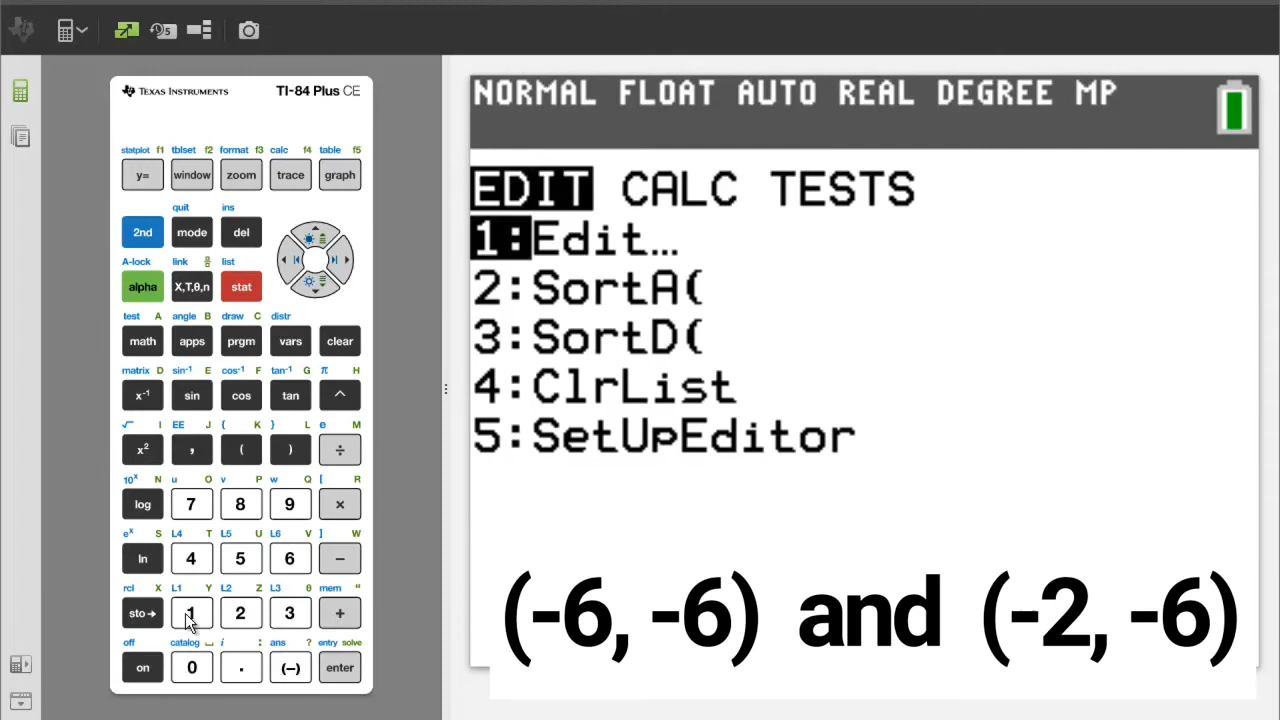 TEXAS INSTRUMENTS TI-84 Plus CE
statplot f1 tblset f2 format f3 calc f4 table f5
y= window zoom trace graph
quit ins
2nd mode del
A-lock link list
alpha X,T,θ,n stat
test A angle B draw C distr
math apps prgm vars clear
matrix D sin⁻¹ E cos⁻¹ F tan⁻¹ G π H
x⁻¹ sin cos tan ^
√ I EE J { K } L e M
x² , ( ) ÷
10ˣ N u O v P w Q [ R
log 7 8 9 ×
eˣ S L4 T L5 U L6 V ] W
ln 4 5 6 −
rcl X L1 Y L2 Z L3 θ mem "
sto→ 1 2 3 +
off catalog i : ans ? entry solve
on 0 . (−) enter
NORMAL FLOAT AUTO REAL DEGREE MP
EDIT CALC TESTS
1:Edit…
2:SortA(
3:SortD(
4:ClrList
5:SetUpEditor
(-6, -6) and (-2, -6)